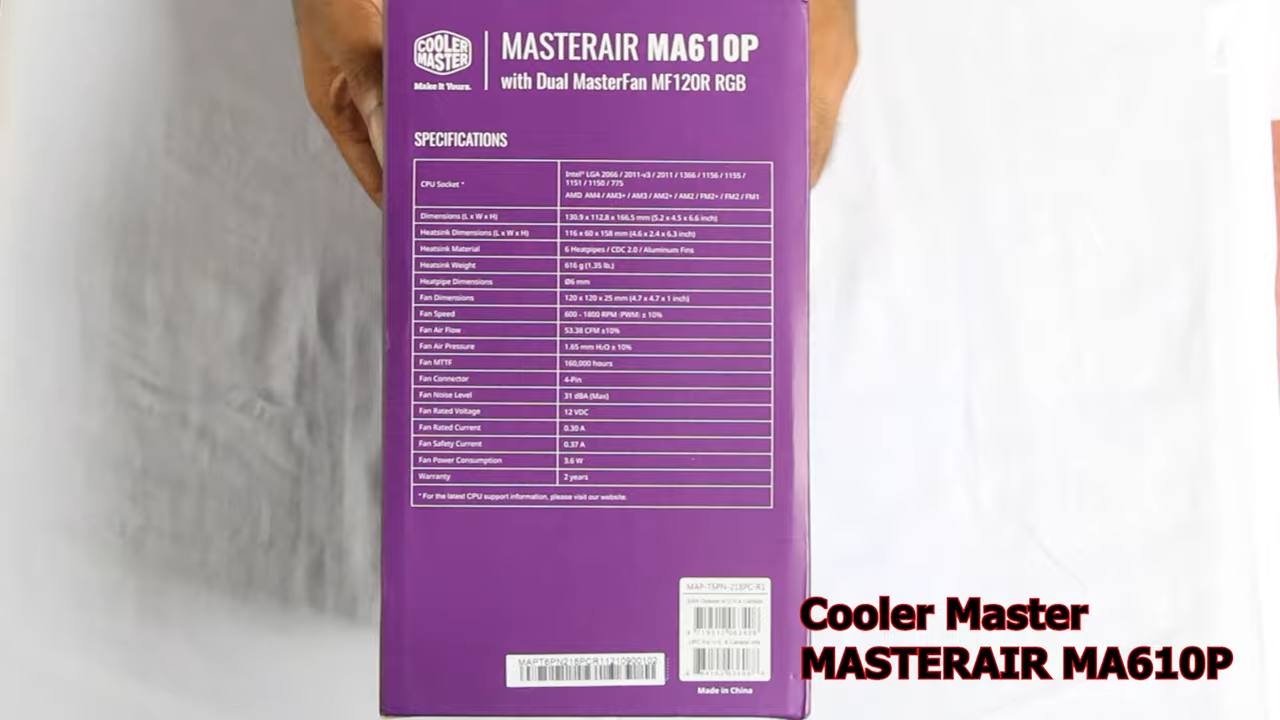 COOLER
MASTER
Make It Yours.
MASTERAIR MA610P
with Dual MasterFan MF120R RGB
SPECIFICATIONS
CPU Socket * Intel® LGA 2066 / 2011-v3 / 2011 / 1366 / 1156 / 1155 /
1151 / 1150 / 775
AMD AM4 / AM3+ / AM3 / AM2+ / AM2 / FM2+ / FM2 / FM1
Dimensions (L x W x H) 130.9 x 112.8 x 166.5 mm (5.2 x 4.5 x 6.6 inch)
Heatsink Dimensions (L x W x H) 116 x 60 x 158 mm (4.6 x 2.4 x 6.3 inch)
Heatsink Material 6 Heatpipes / CDC 2.0 / Aluminum Fins
Heatsink Weight 616 g (1.35 lb.)
Heatpipe Dimensions Ø6 mm
Fan Dimensions 120 x 120 x 25 mm (4.7 x 4.7 x 1 inch)
Fan Speed 600 - 1800 RPM (PWM) ± 10%
Fan Air Flow 53.38 CFM ±10%
Fan Air Pressure 1.65 mm H₂O ± 10%
Fan MTTF 160,000 hours
Fan Connector 4-Pin
Fan Noise Level 31 dBA (Max)
Fan Rated Voltage 12 VDC
Fan Rated Current 0.30 A
Fan Safety Current 0.37 A
Fan Power Consumption 3.6 W
Warranty 2 years
* For the latest CPU support information, please visit our website.
MAP-T6PN-218PC-R1
MAPT6PN218PCR11210900102
Made in China
Cooler Master
MASTERAIR MA610P